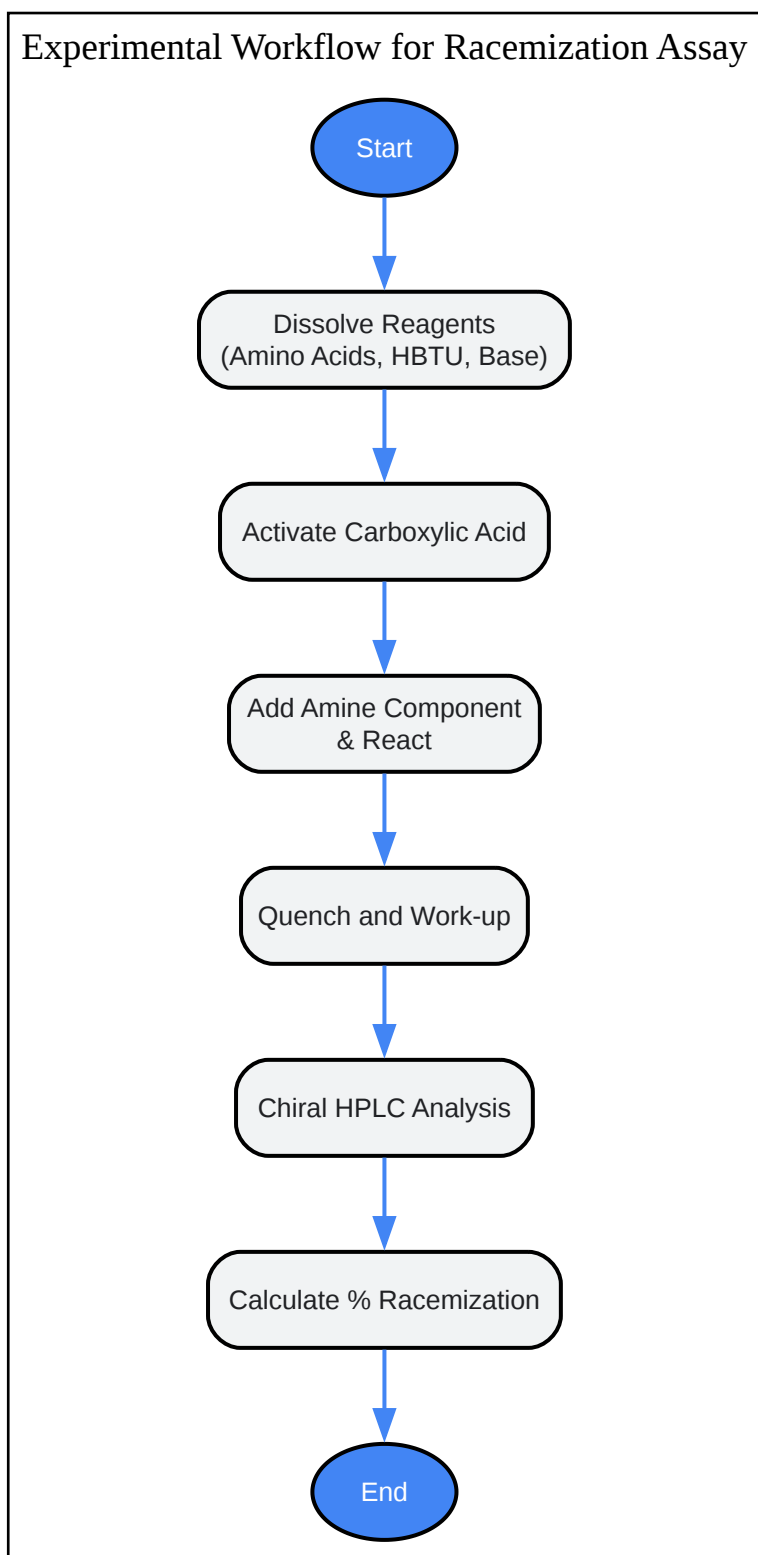 Experimental Workflow for Racemization Assay
Start
Dissolve Reagents
(Amino Acids, HBTU, Base)
Activate Carboxylic Acid
Add Amine Component
& React
Quench and Work-up
Chiral HPLC Analysis
Calculate % Racemization
End